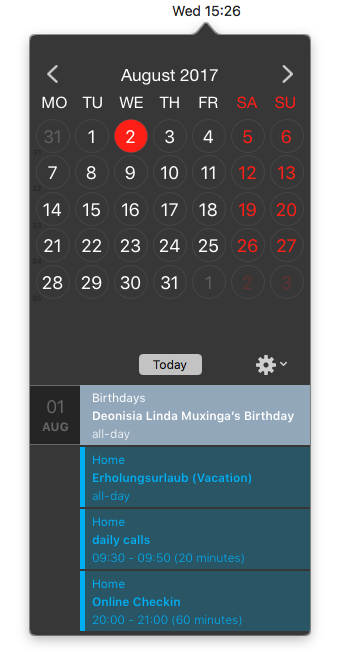 Wed 15:26
August 2017
MO TU WE TH FR SA SU
31 1 2 3 4 5 6
7 8 9 10 11 12 13
14 15 16 17 18 19 20
21 22 23 24 25 26 27
28 29 30 31 1 2 3
Today
01
AUG
Birthdays
Deonisia Linda Muxinga's Birthday
all-day
Home
Erholungsurlaub (Vacation)
all-day
Home
daily calls
09:30 - 09:50 (20 minutes)
Home
Online Checkin
20:00 - 21:00 (60 minutes)